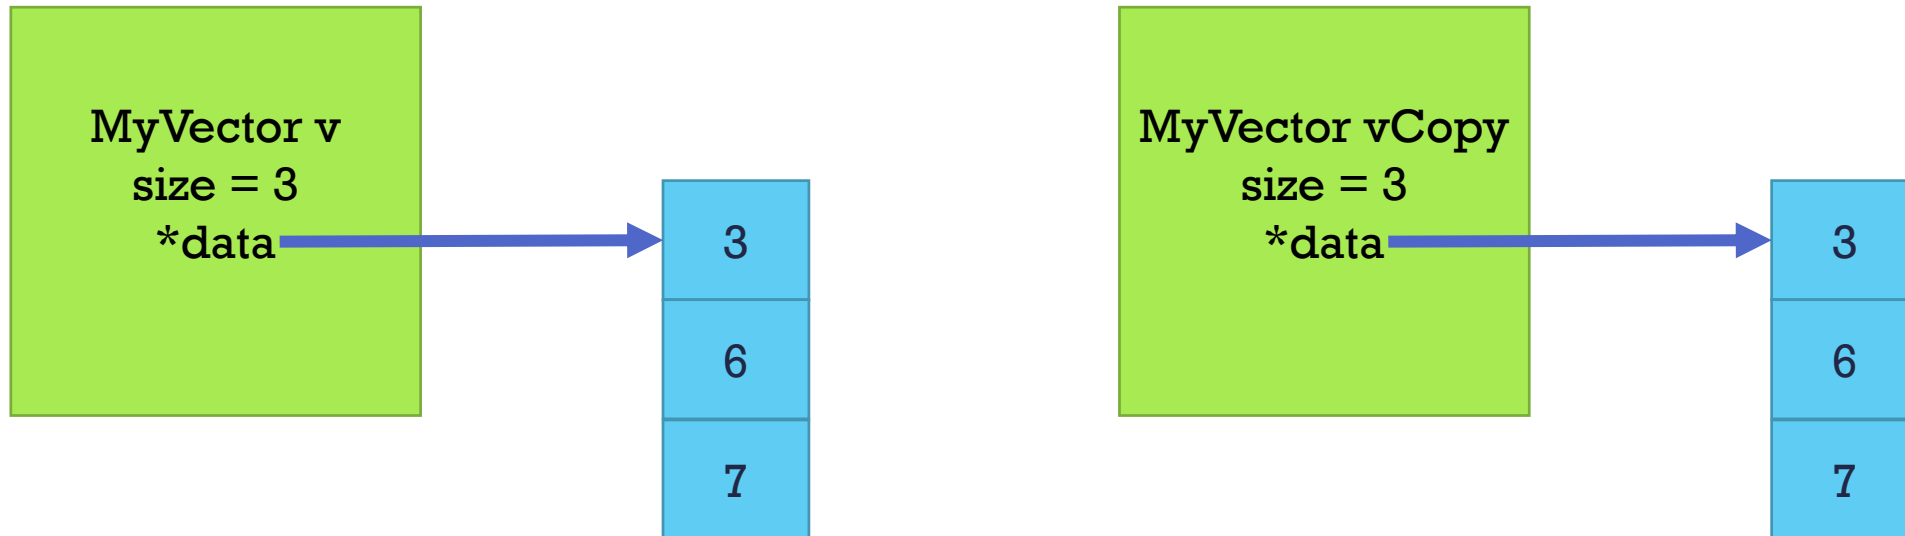 MyVector v
size = 3
*data
3
6
7
MyVector vCopy
size = 3
*data
3
6
7